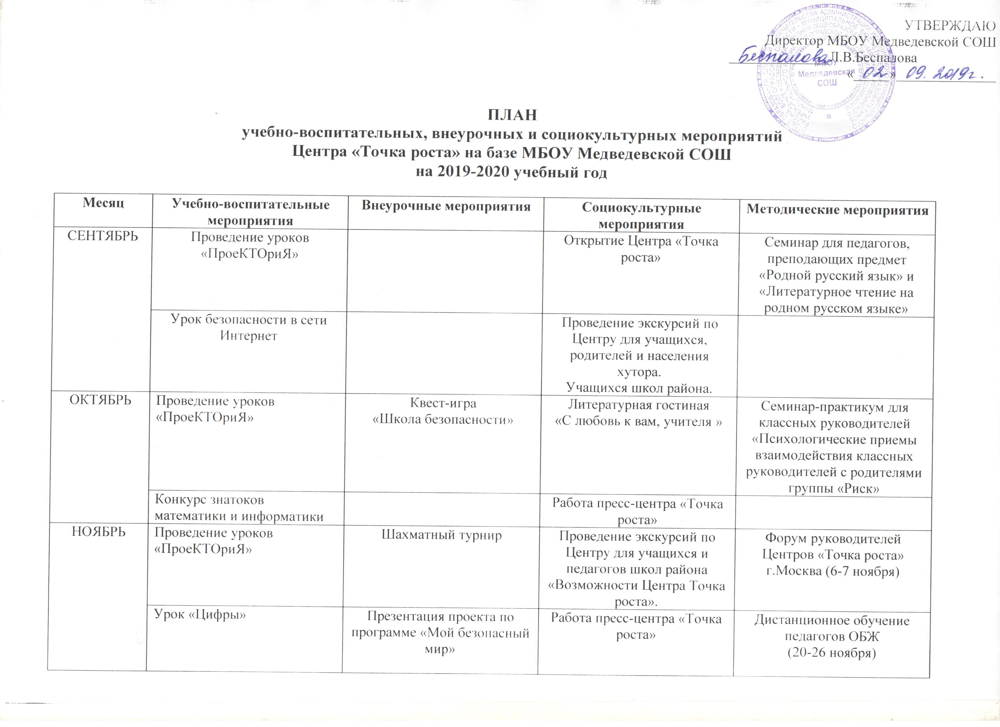 УТВЕРЖДАЮ
Директор МБОУ Медведевской СОШ
Беспалова Л.В.Беспалова
«02» 09. 2019г.
МБОУ
Медведевская
СОШ
ПЛАН
учебно-воспитательных, внеурочных и социокультурных мероприятий
Центра «Точка роста» на базе МБОУ Медведевской СОШ
на 2019-2020 учебный год
Месяц
Учебно-воспитательные
мероприятия
Внеурочные мероприятия
Социокультурные
мероприятия
Методические мероприятия
СЕНТЯБРЬ
Проведение уроков
«ПроеКТОриЯ»
Открытие Центра «Точка
роста»
Семинар для педагогов,
преподающих предмет
«Родной русский язык» и
«Литературное чтение на
родном русском языке»
Урок безопасности в сети
Интернет
Проведение экскурсий по
Центру для учащихся,
родителей и населения
хутора.
Учащихся школ района.
ОКТЯБРЬ
Проведение уроков
«ПроеКТОриЯ»
Квест-игра
«Школа безопасности»
Литературная гостиная
«С любовь к вам, учителя »
Семинар-практикум для
классных руководителей
«Психологические приемы
взаимодействия классных
руководителей с родителями
группы «Риск»
Конкурс знатоков
математики и информатики
Работа пресс-центра «Точка
роста»
НОЯБРЬ
Проведение уроков
«ПроеКТОриЯ»
Шахматный турнир
Проведение экскурсий по
Центру для учащихся и
педагогов школ района
«Возможности Центра Точка
роста».
Форум руководителей
Центров «Точка роста»
г.Москва (6-7 ноября)
Урок «Цифры»
Презентация проекта по
программе «Мой безопасный
мир»
Работа пресс-центра «Точка
роста»
Дистанционное обучение
педагогов ОБЖ
(20-26 ноября)